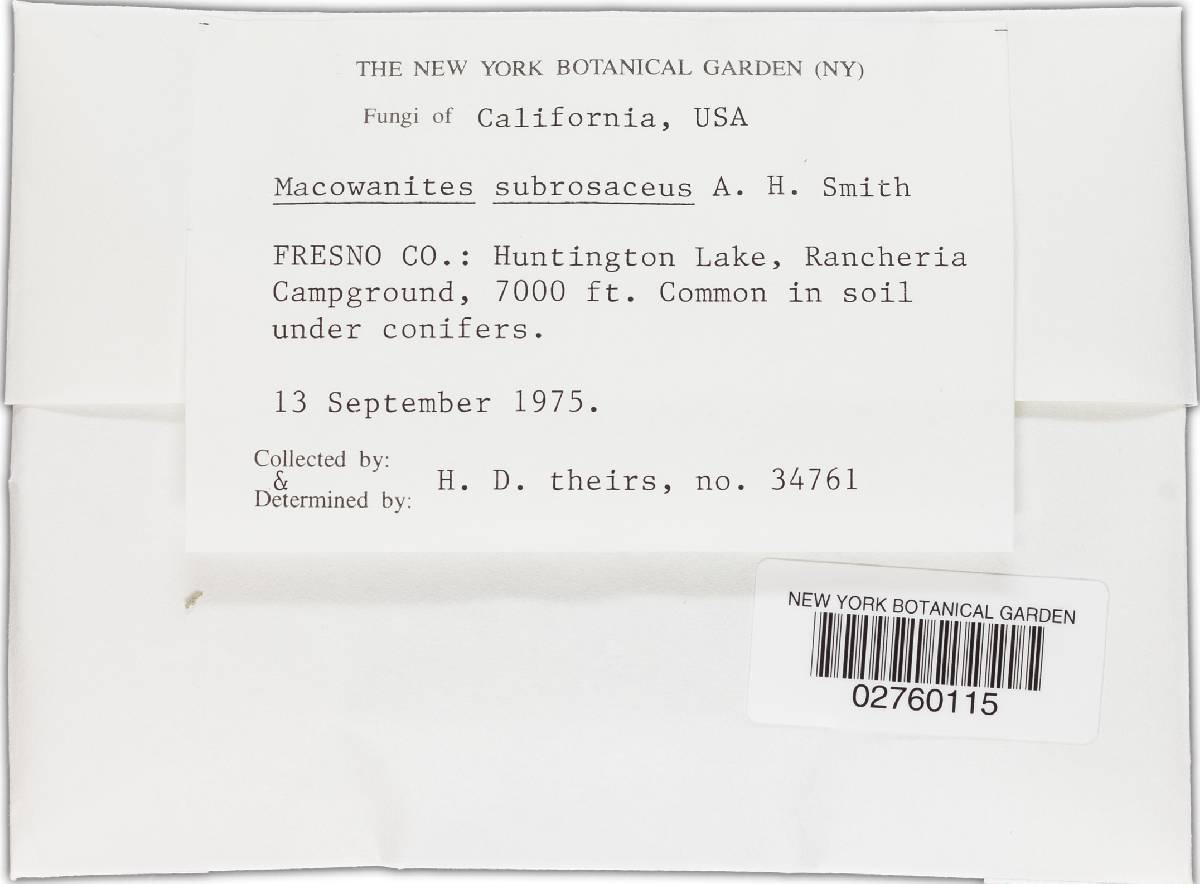 THE NEW YORK BOTANICAL GARDEN (NY)
Fungi of California, USA
Macowanites subrosaceus A. H. Smith
FRESNO CO.: Huntington Lake, Rancheria
Campground, 7000 ft. Common in soil
under conifers.
13 September 1975.
Collected by:
&
Determined by:
H. D. theirs, no. 34761
NEW YORK BOTANICAL GARDEN
02760115